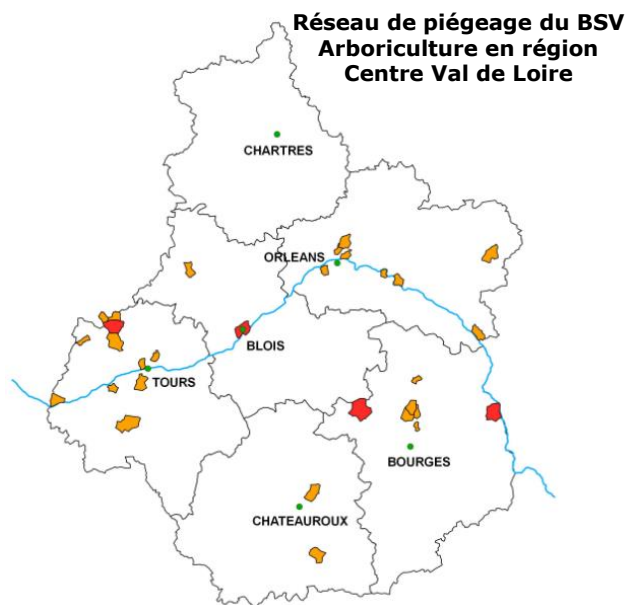 Réseau de piégeage du BSV
Arboriculture en région
Centre Val de Loire
CHARTRES
ORLEANS
BLOIS
TOURS
BOURGES
CHATEAUROUX